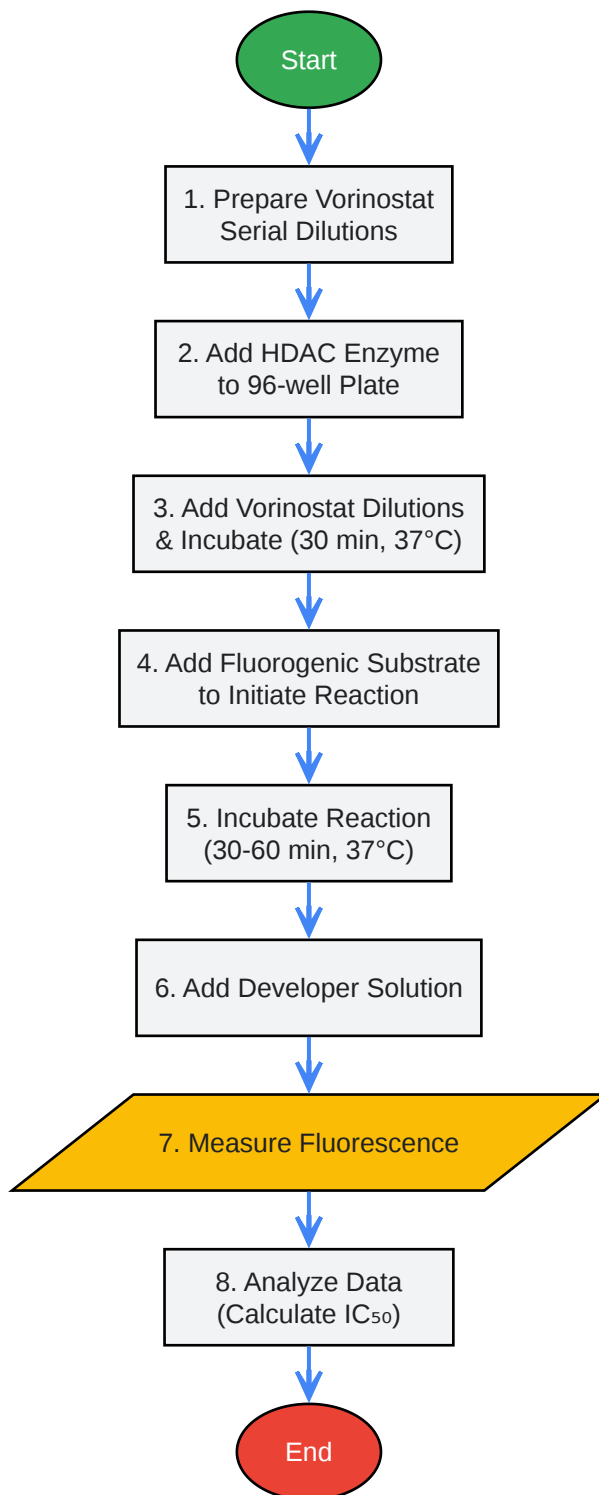 Start
1. Prepare Vorinostat
Serial Dilutions
2. Add HDAC Enzyme
to 96-well Plate
3. Add Vorinostat Dilutions
& Incubate (30 min, 37°C)
4. Add Fluorogenic Substrate
to Initiate Reaction
5. Incubate Reaction
(30-60 min, 37°C)
6. Add Developer Solution
7. Measure Fluorescence
8. Analyze Data
(Calculate IC₅₀)
End